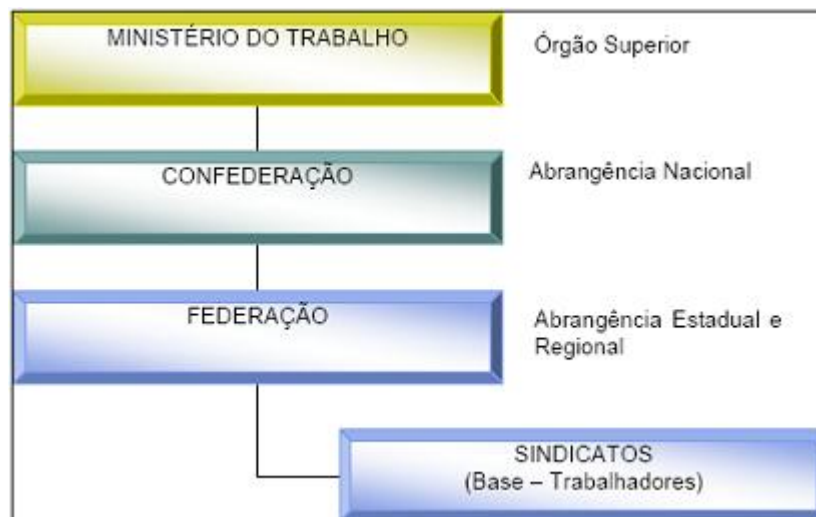 MINISTÉRIO DO TRABALHO
Órgão Superior
CONFEDERAÇÃO
Abrangência Nacional
FEDERAÇÃO
Abrangência Estadual e
Regional
SINDICATOS
(Base – Trabalhadores)